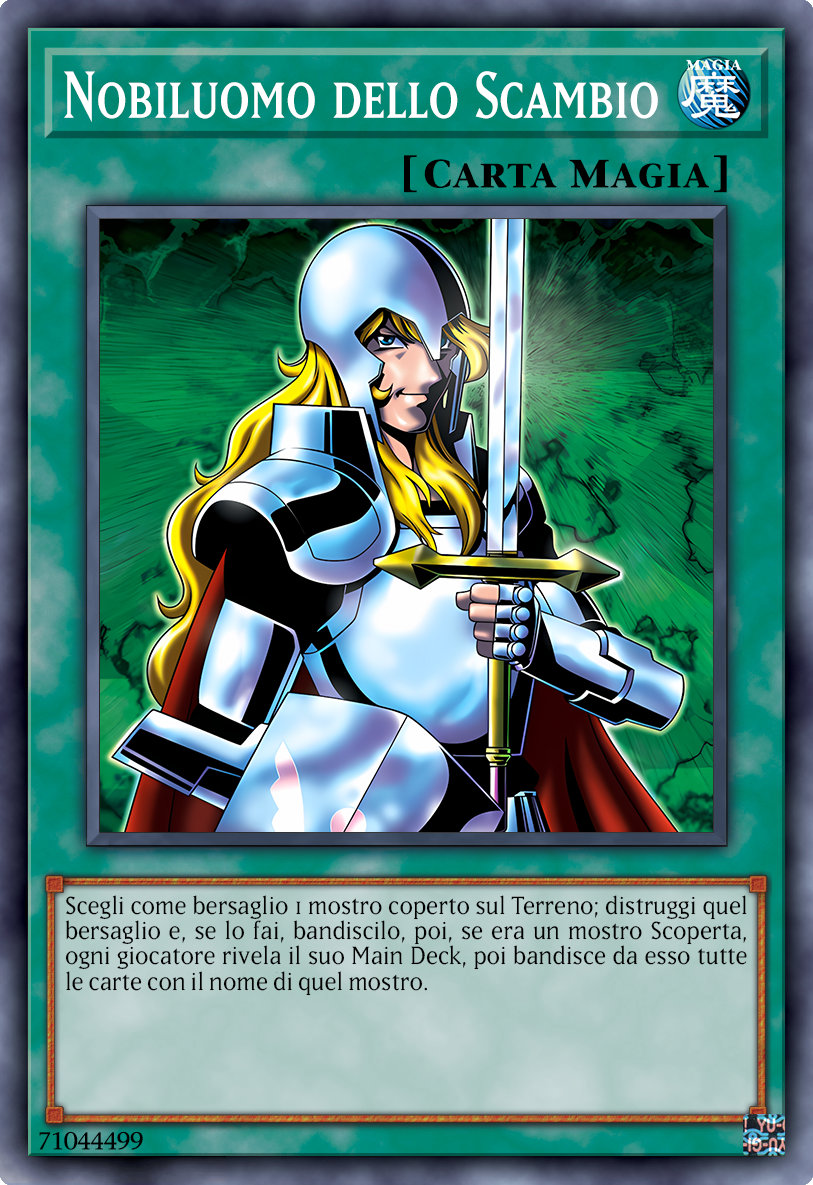 Nobiluomo dello Scambio
MAGIA
魔
[Carta Magia]
Scegli come bersaglio 1 mostro coperto sul Terreno; distruggi quel
bersaglio e, se lo fai, bandiscilo, poi, se era un mostro Scoperta,
ogni giocatore rivela il suo Main Deck, poi bandisce da esso tutte
le carte con il nome di quel mostro.
71044499